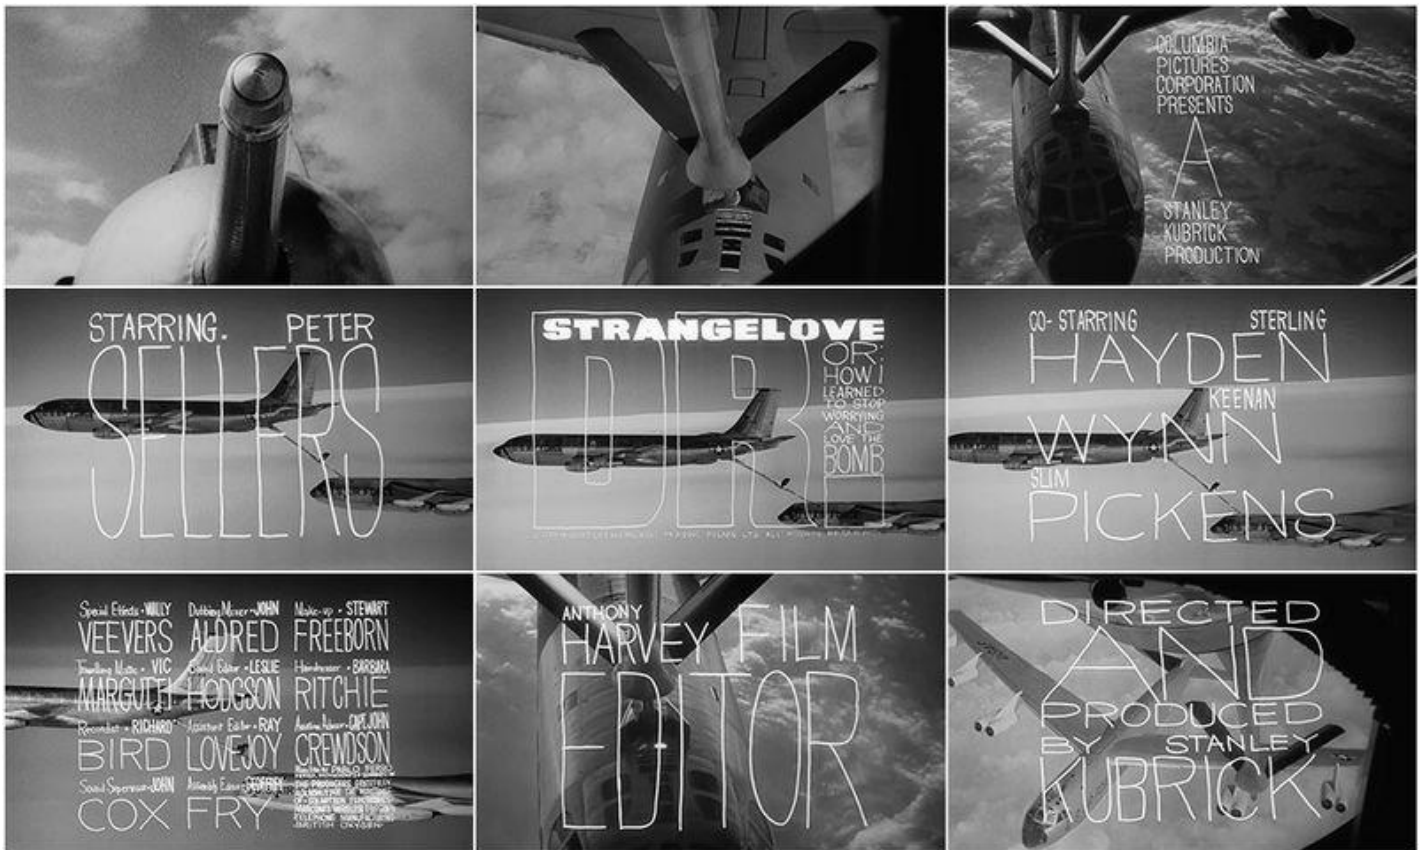 COLUMBIA
PICTURES
CORPORATION
PRESENTS
A
STANLEY
KUBRICK
PRODUCTION
STARRING. PETER
SELLERS
STRANGELOVE
DR.
OR:
HOW I
LEARNED
TO STOP
WORRYING
AND
LOVE THE
BOMB
CO-STARRING STERLING
HAYDEN
KEENAN
WYNN
SLIM
PICKENS
Special Effects - WALLY
VEEVERS
Travelling Matte - VIC
MARGUTTI
Recordist - RICHARD
BIRD
Sound Supervisor - JOHN
COX
Dubbing Mixer - JOHN
ALDRED
Sound Editor - LESLIE
HODGSON
Assistant Editor - RAY
LOVEJOY
Assembly Editor - GEOFFREY
FRY
Make-up - STEWART
FREEBORN
Hairdresser - BARBARA
RITCHIE
CAPT. JOHN
CREWDSON
BRITISH OXYGEN
ANTHONY
HARVEY FILM
EDITOR
DIRECTED
AND
PRODUCED
BY STANLEY
KUBRICK